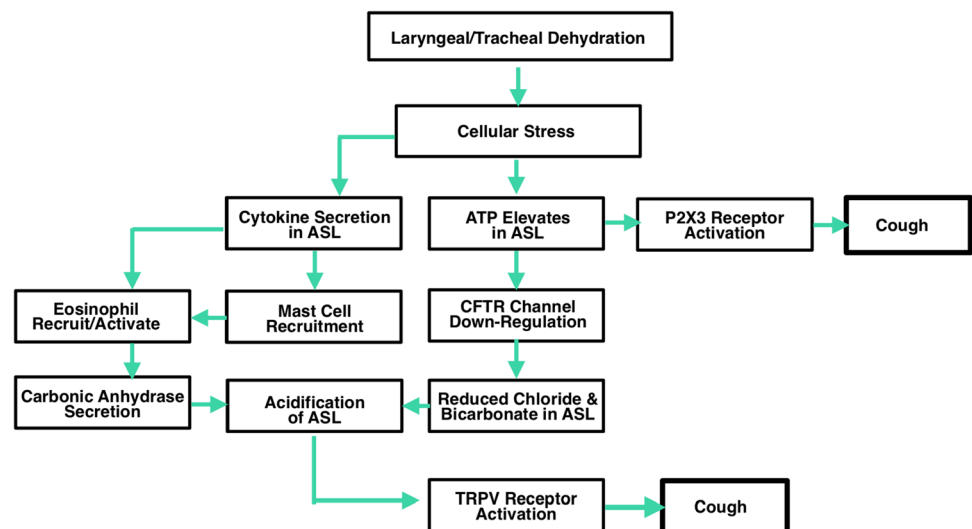 Laryngeal/Tracheal Dehydration
Cellular Stress
Cytokine Secretion
in ASL
ATP Elevates
in ASL
P2X3 Receptor
Activation
Cough
Eosinophil
Recruit/Activate
Mast Cell
Recruitment
CFTR Channel
Down-Regulation
Carbonic Anhydrase
Secretion
Acidification
of ASL
Reduced Chloride &
Bicarbonate in ASL
TRPV Receptor
Activation
Cough